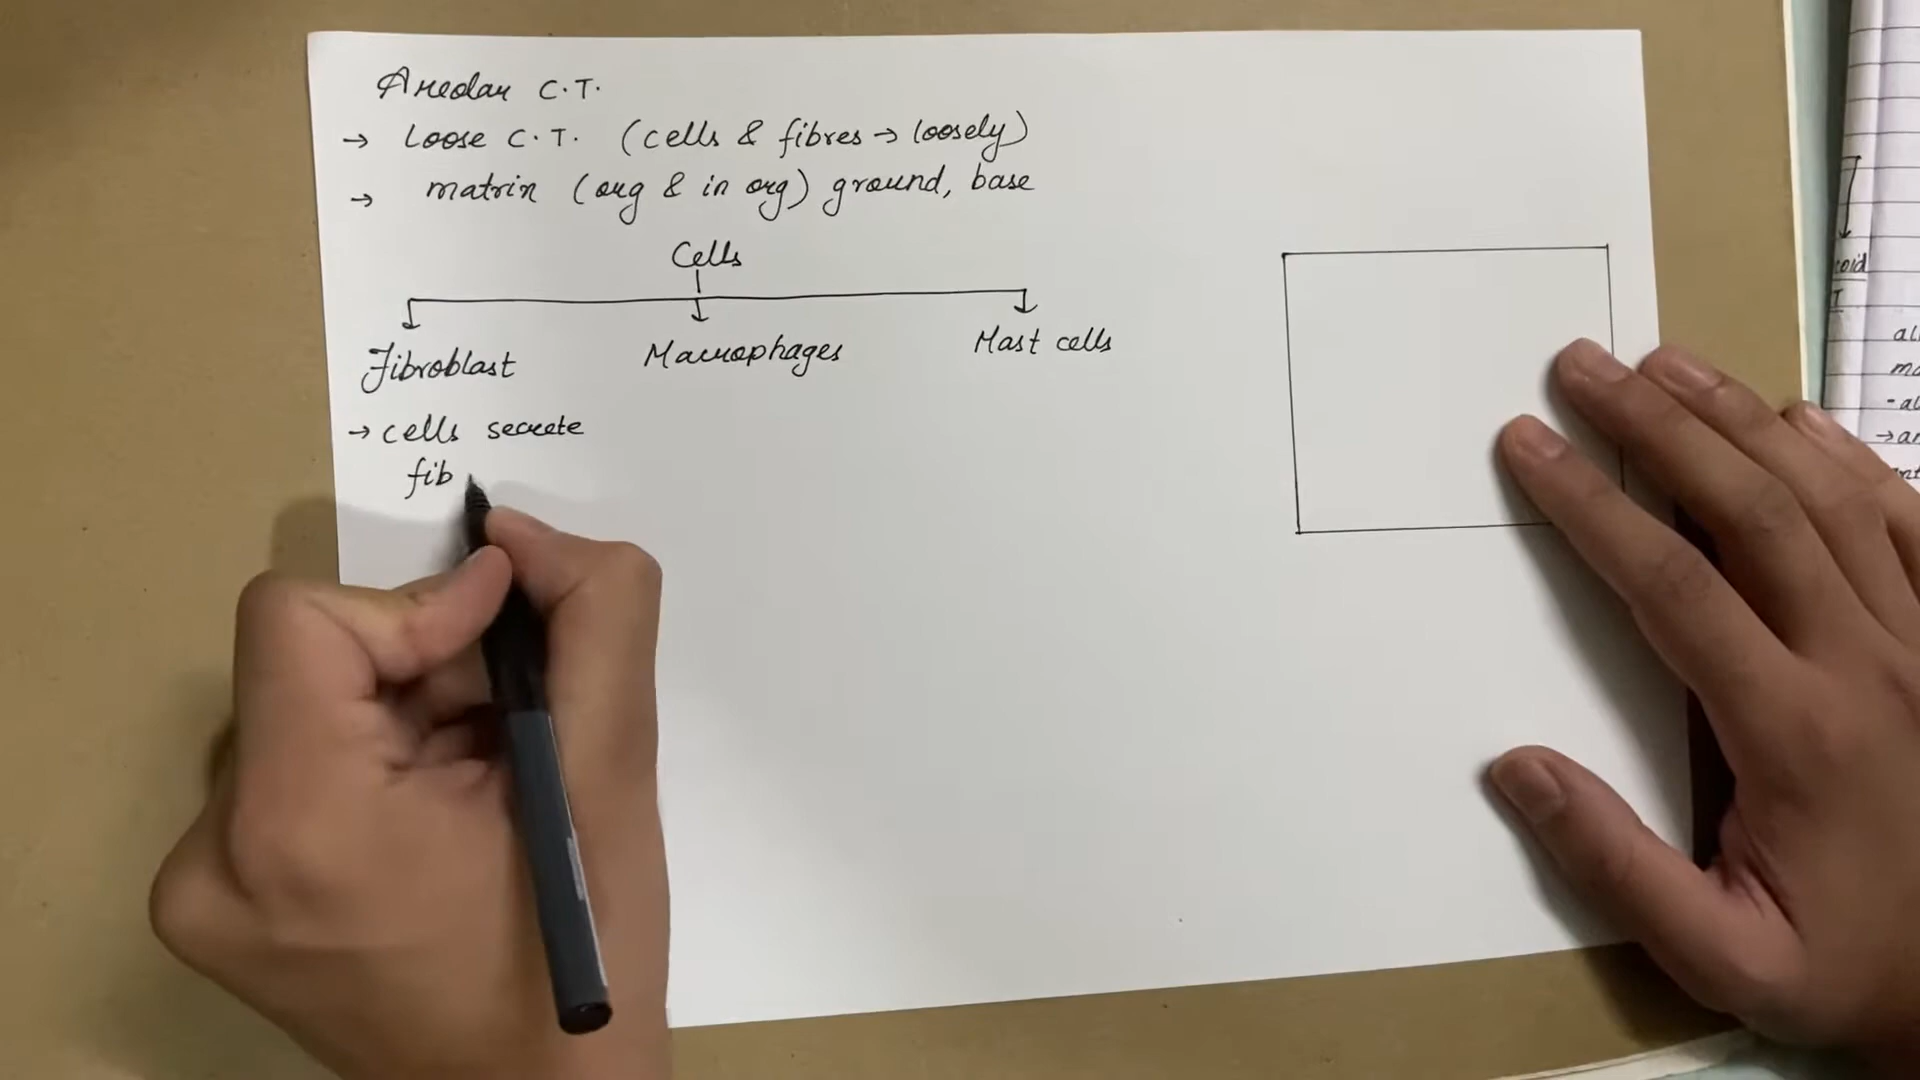 Areolar C.T.
→ Loose C.T. (cells & fibres → loosely)
→ matrix (org & in org) ground, base
Cells
Fibroblast Macrophages Mast cells
→ cells secrete
fib